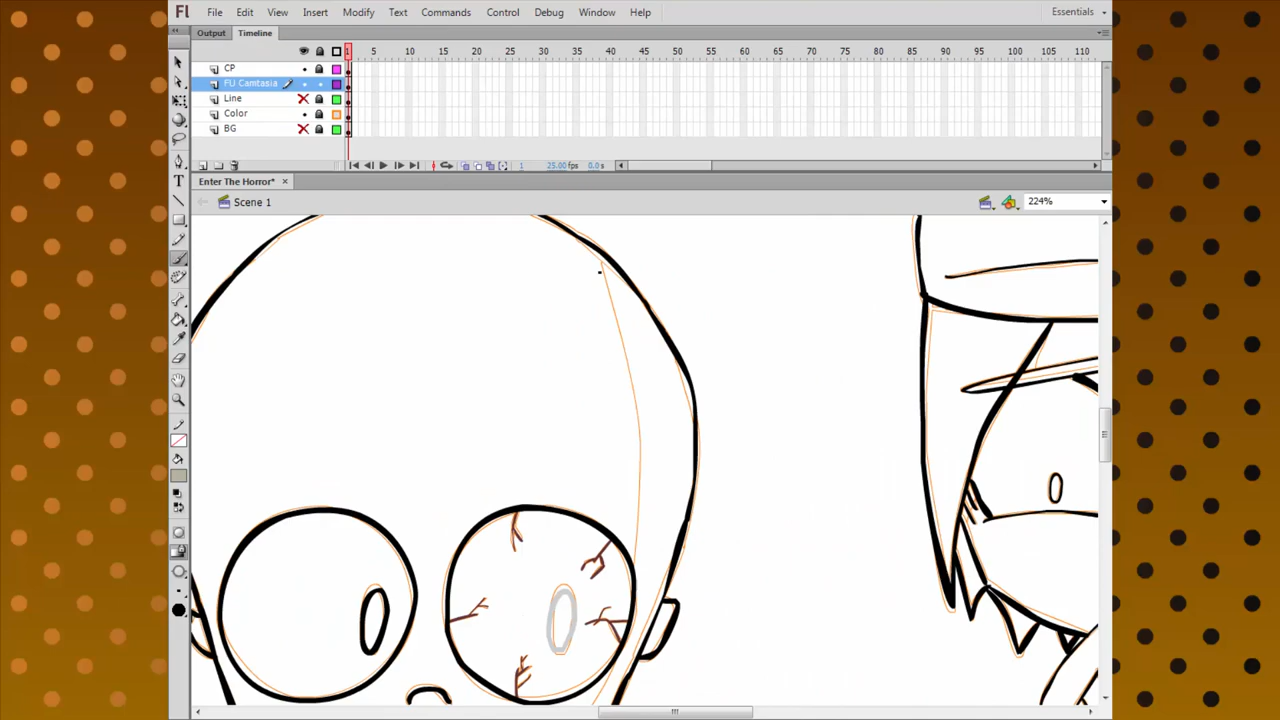 Fl File Edit View Insert Modify Text Commands Control Debug Window Help Essentials
Output Timeline
1 5 10 15 20 25 30 35 40 45 50 55 60 65 70 75 80 85 90 95 100 105 110
CP
FU Camtasia
Line
Color
BG
1 25.00 fps 0.0 s
Enter The Horror*
Scene 1 224%
T